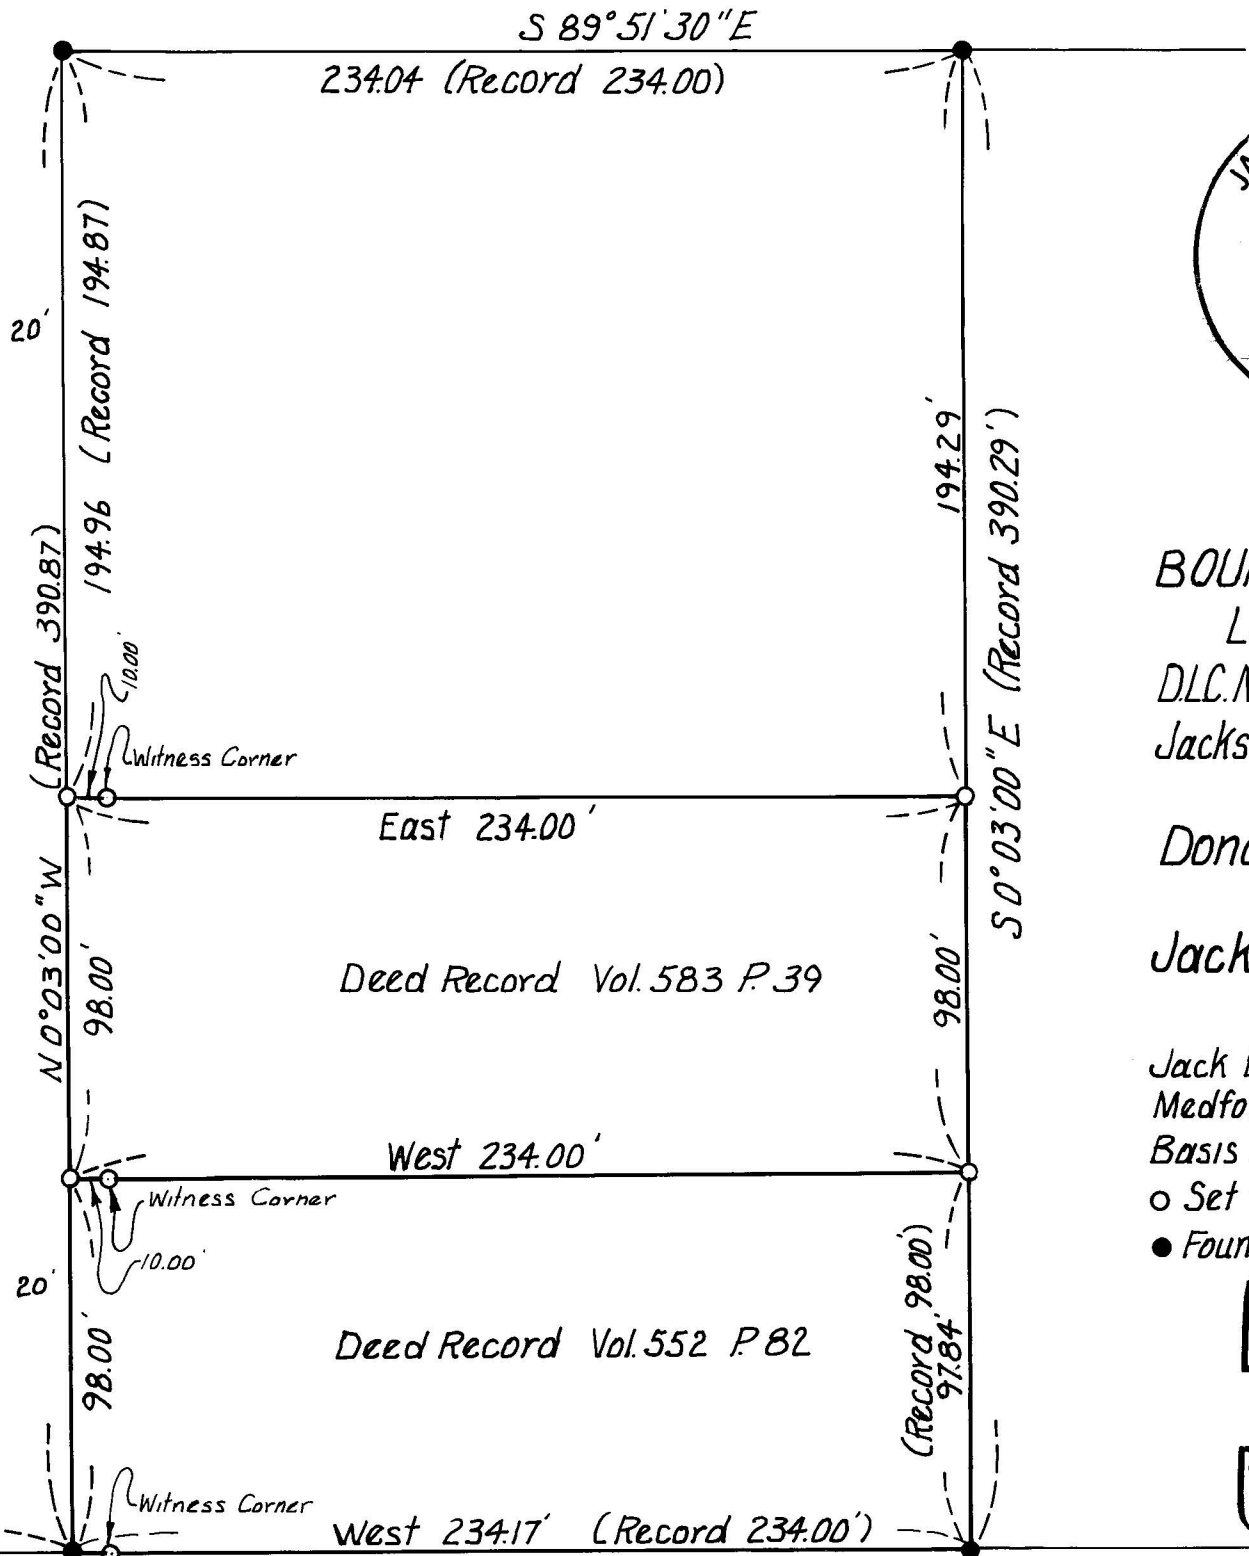 S 89° 51' 30" E
234.04 (Record 234.00)
20'
194.96 (Record 194.87)
(Record 390.87)
194.29'
S 0° 03' 00" E (Record 390.29')
10.00'
Witness Corner
East 234.00'
N 0° 03' 00" W
98.00'
Deed Record Vol. 583 P. 39
98.00'
West 234.00'
Witness Corner
10.00'
20'
98.00'
Deed Record Vol. 552 P. 82
(Record 98.00')
97.84'
Witness Corner
West 234.17' (Record 234.00')
BOU
L
D.L.C. N
Jacks
Dona
Jack
Jack
Medfo
Basis
Set
Foun